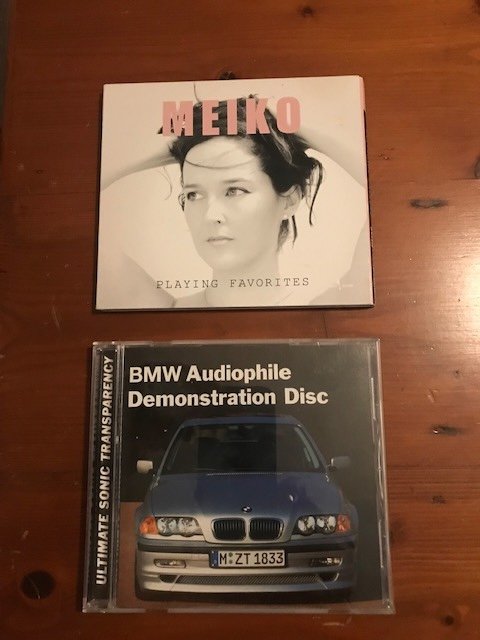 MEIKO
PLAYING FAVORITES
ULTIMATE SONIC TRANSPARENCY
BMW Audiophile
Demonstration Disc
M ZT 1833